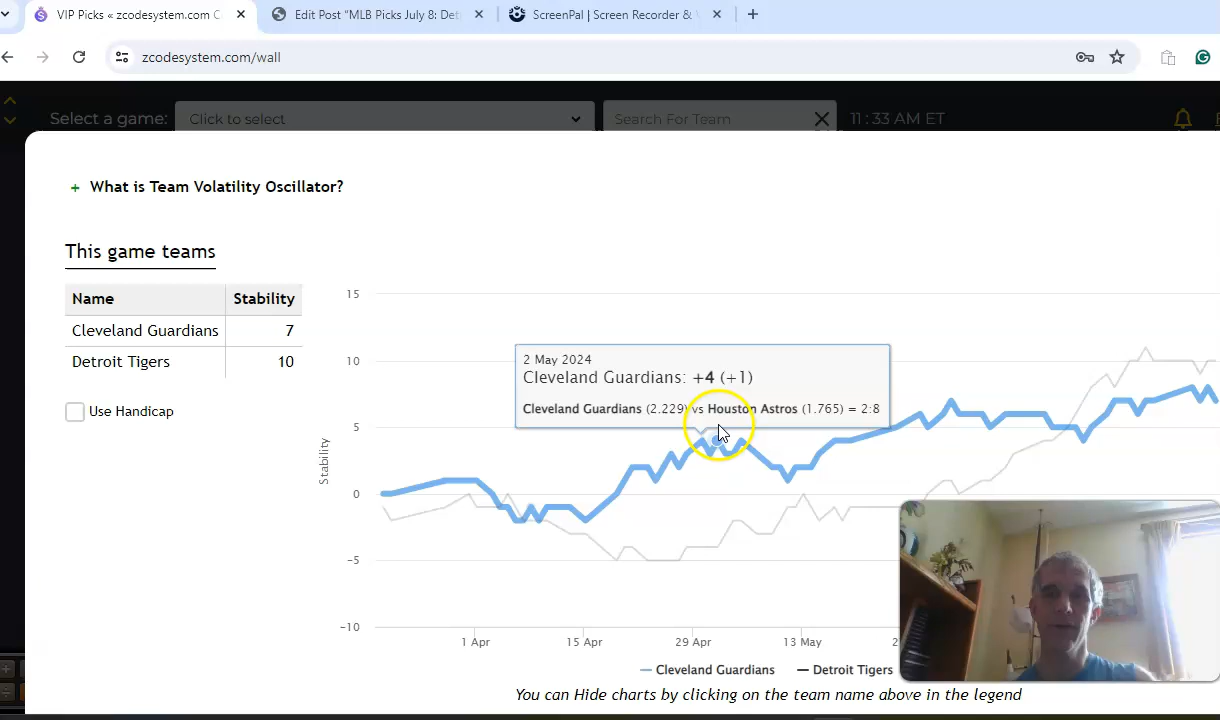 VIP Picks « zcodesystem.com
Edit Post "MLB Picks July 8: Det
ScreenPal | Screen Recorder &
zcodesystem.com/wall
Select a game:
Click to select
Search For Team
11:33 AM ET
+ What is Team Volatility Oscillator?
This game teams
Name Stability
Cleveland Guardians 7
Detroit Tigers 10
Use Handicap
Stability
15
10
5
0
-5
-10
2 May 2024
Cleveland Guardians: +4 (+1)
Cleveland Guardians (2.229) vs Houston Astros (1.765) = 2:8
1 Apr 15 Apr 29 Apr 13 May
Cleveland Guardians Detroit Tigers
You can Hide charts by clicking on the team name above in the legend